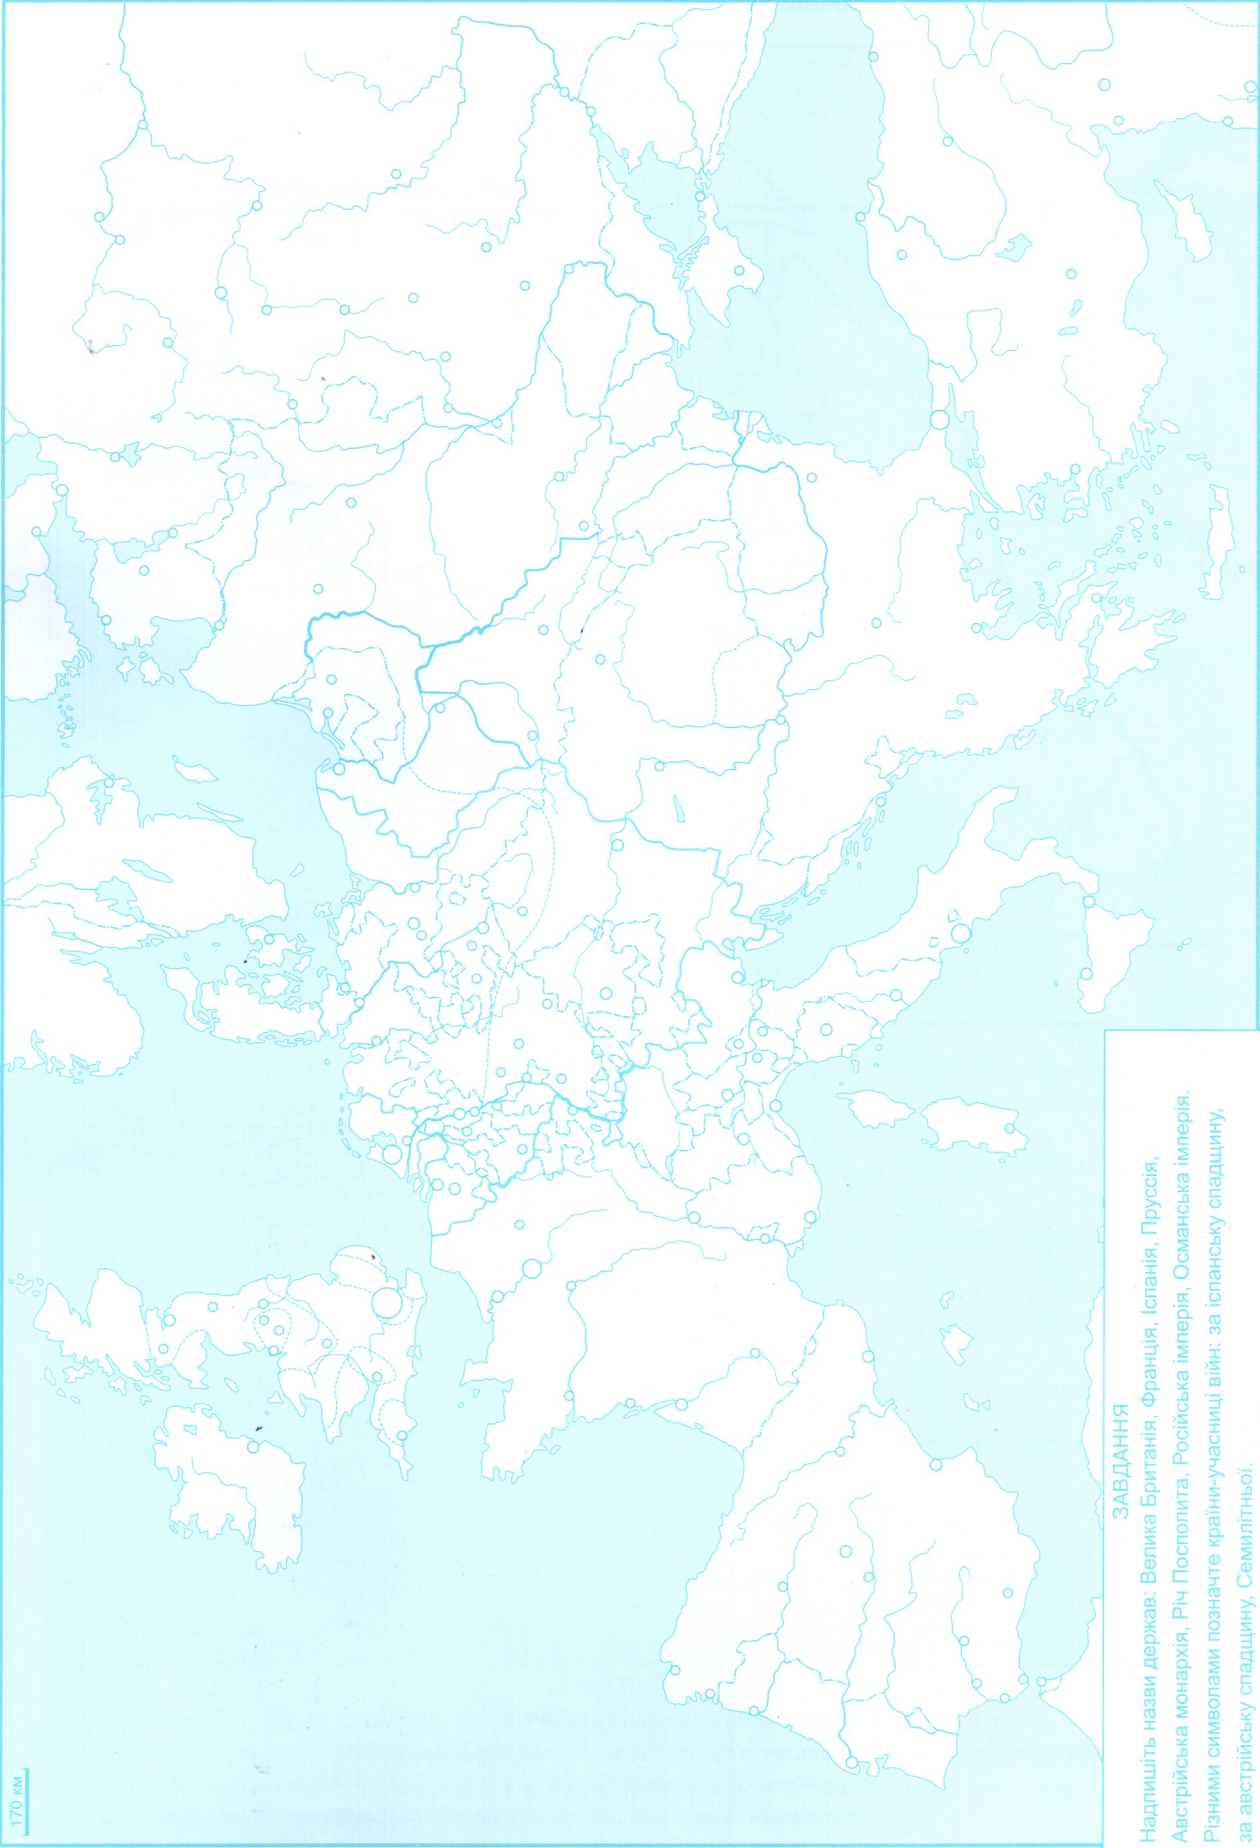 170 км
ЗАВДАННЯ
Надпишіть назви держав: Велика Британія, Франція, Іспанія, Пруссія,
Австрійська монархія, Річ Посполита, Російська імперія, Османська імперія.
Різними символами позначте країни-учасниці війн: за іспанську спадщину,
за австрійську спадщину, Семилітньої.